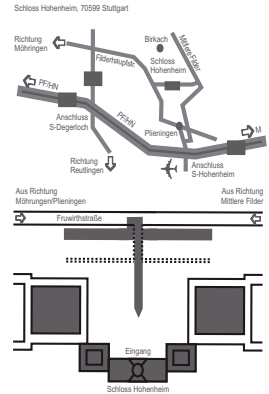 Schloss Hohenheim, 70599 Stuttgart
Richtung
Möhringen
Filderhauptstr.
Birkach
Mittlere Filder
Schloss
Hohenheim
PF/HN
PF/HN
Anschluss
S-Degerloch
Plieningen
M
Richtung
Reutlingen
Anschluss
S-Hohenheim
Aus Richtung
Möhrungen/Plieningen
Aus Richtung
Mittlere Filder
Fruwirthstraße
Eingang
Schloss Hohenheim